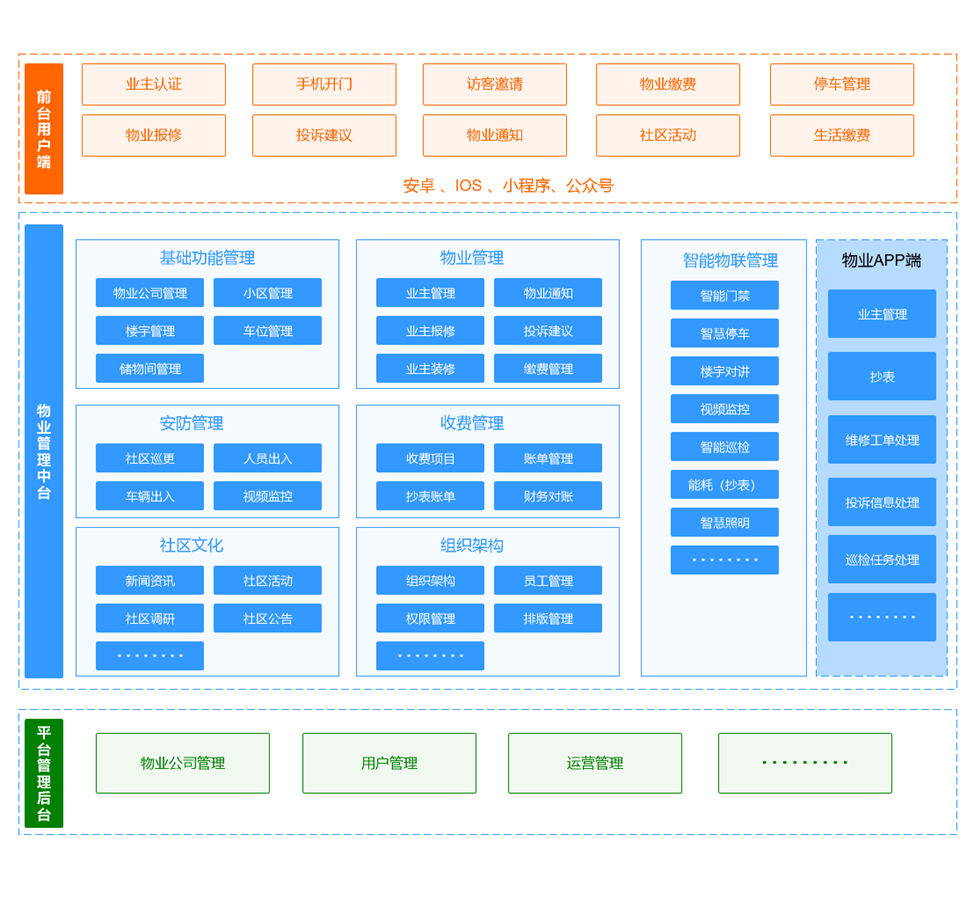 前台用户端
业主认证
手机开门
访客邀请
物业缴费
停车管理
物业报修
投诉建议
物业通知
社区活动
生活缴费
安卓 、IOS 、小程序、公众号
物业管理中台
基础功能管理
物业公司管理
小区管理
楼宇管理
车位管理
储物间管理
物业管理
业主管理
物业通知
业主报修
投诉建议
业主装修
缴费管理
安防管理
社区巡更
人员出入
车辆出入
视频监控
收费管理
收费项目
账单管理
抄表账单
财务对账
社区文化
新闻资讯
社区活动
社区调研
社区公告
········
组织架构
组织架构
员工管理
权限管理
排版管理
········
智能物联管理
智能门禁
智慧停车
楼宇对讲
视频监控
智能巡检
能耗（抄表）
智慧照明
········
物业APP端
业主管理
抄表
维修工单处理
投诉信息处理
巡检任务处理
········
平台管理后台
物业公司管理
用户管理
运营管理
·········